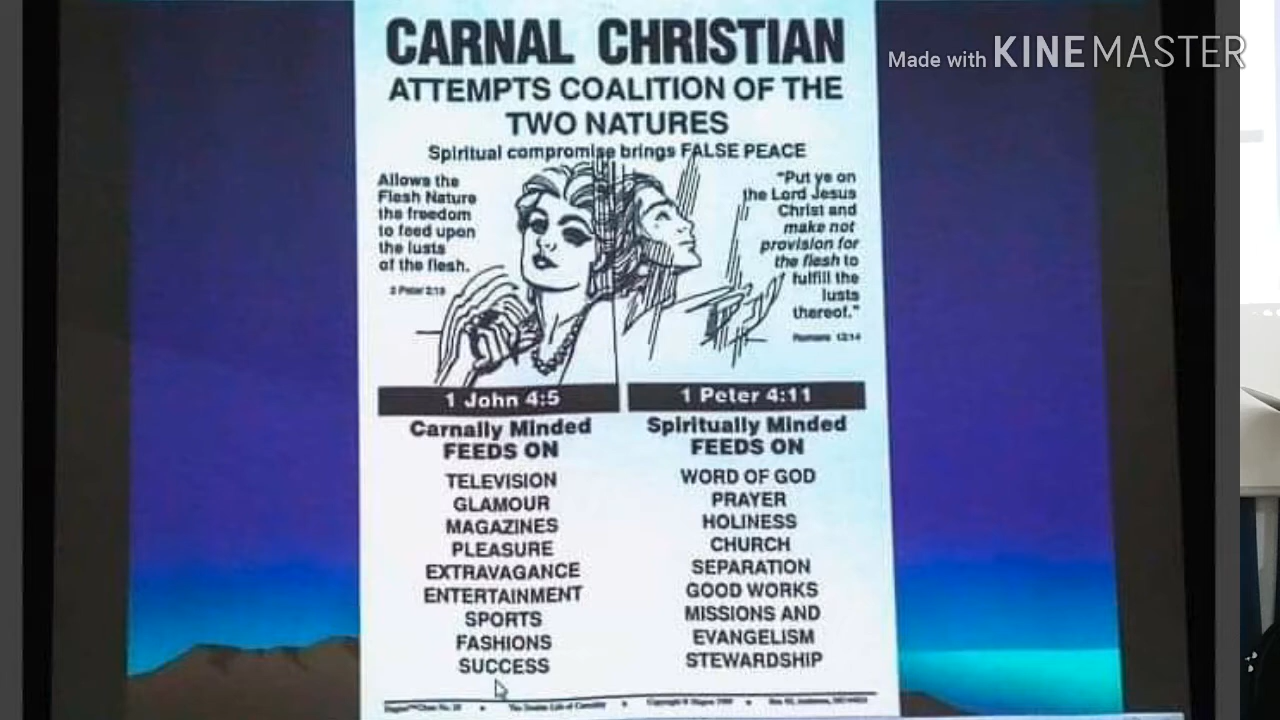 Made with KINEMASTER
CARNAL CHRISTIAN
ATTEMPTS COALITION OF THE
TWO NATURES
Spiritual compromise brings FALSE PEACE
Allows the
Flesh Nature
the freedom
to feed upon
the lusts
of the flesh.
"Put ye on
the Lord Jesus
Christ and
make not
provision for
the flesh to
fulfill the
lusts
thereof."
1 John 4:5
Carnally Minded
FEEDS ON
TELEVISION
GLAMOUR
MAGAZINES
PLEASURE
EXTRAVAGANCE
ENTERTAINMENT
SPORTS
FASHIONS
SUCCESS
1 Peter 4:11
Spiritually Minded
FEEDS ON
WORD OF GOD
PRAYER
HOLINESS
CHURCH
SEPARATION
GOOD WORKS
MISSIONS AND
EVANGELISM
STEWARDSHIP